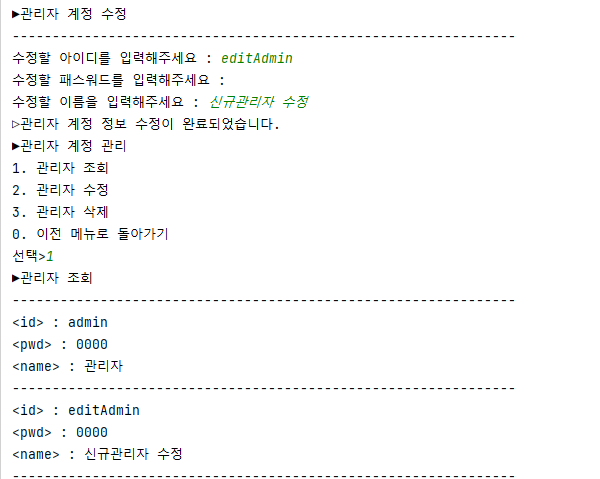 ▶관리자 계정 수정
--------------------------------------------------------------
수정할 아이디를 입력해주세요 : editAdmin
수정할 패스워드를 입력해주세요 :
수정할 이름을 입력해주세요 : 신규관리자 수정
▷관리자 계정 정보 수정이 완료되었습니다.
▶관리자 계정 관리
1. 관리자 조회
2. 관리자 수정
3. 관리자 삭제
0. 이전 메뉴로 돌아가기
선택>1
▶관리자 조회
--------------------------------------------------------------
<id> : admin
<pwd> : 0000
<name> : 관리자
--------------------------------------------------------------
<id> : editAdmin
<pwd> : 0000
<name> : 신규관리자 수정
--------------------------------------------------------------